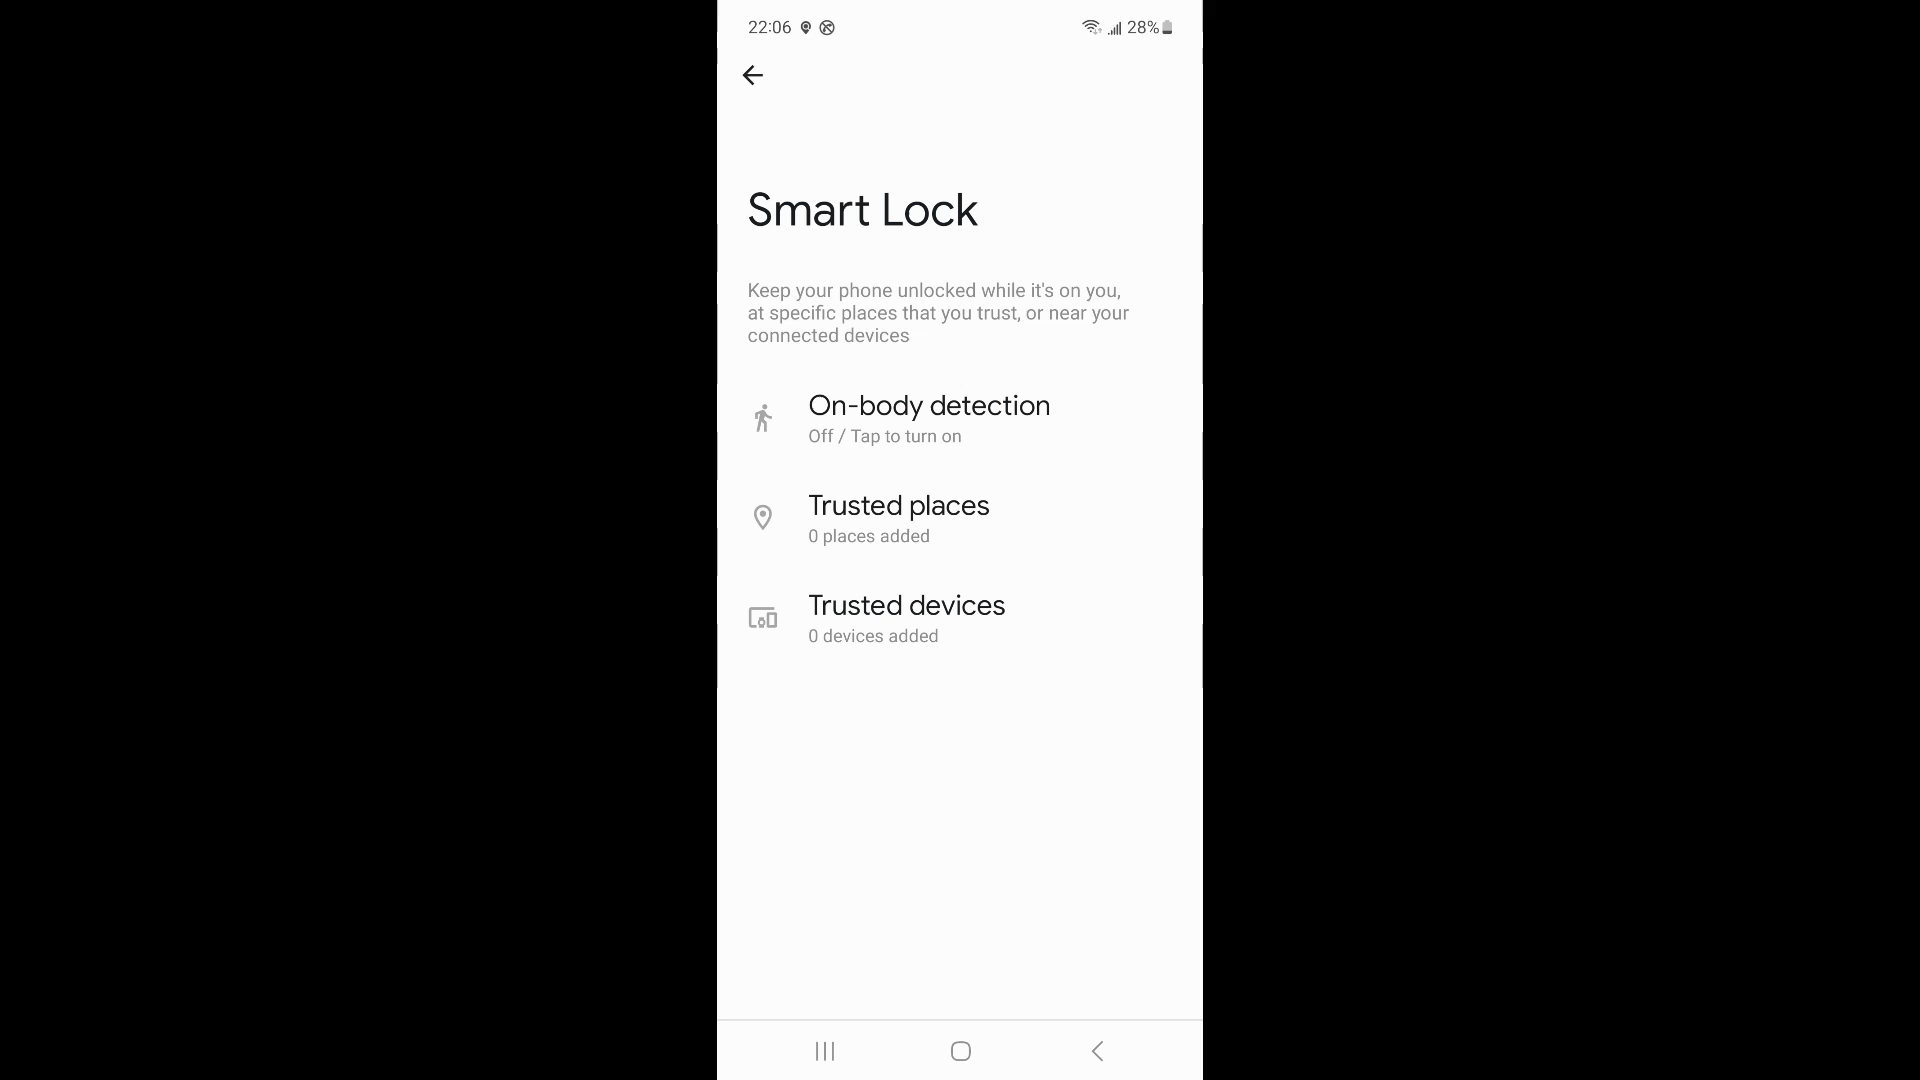 22:06 28%
Smart Lock
Keep your phone unlocked while it's on you,
at specific places that you trust, or near your
connected devices
On-body detection
Off / Tap to turn on
Trusted places
0 places added
Trusted devices
0 devices added